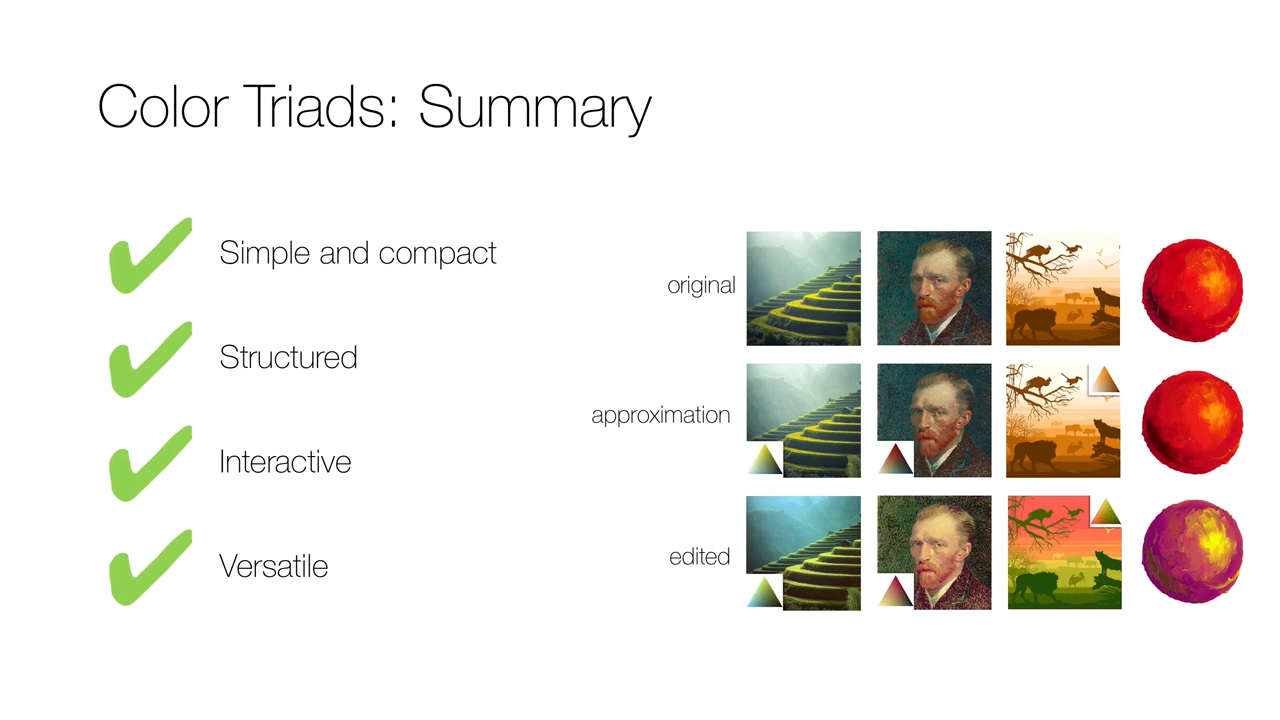 Color Triads: Summary
Simple and compact
Structured
Interactive
Versatile
original
approximation
edited